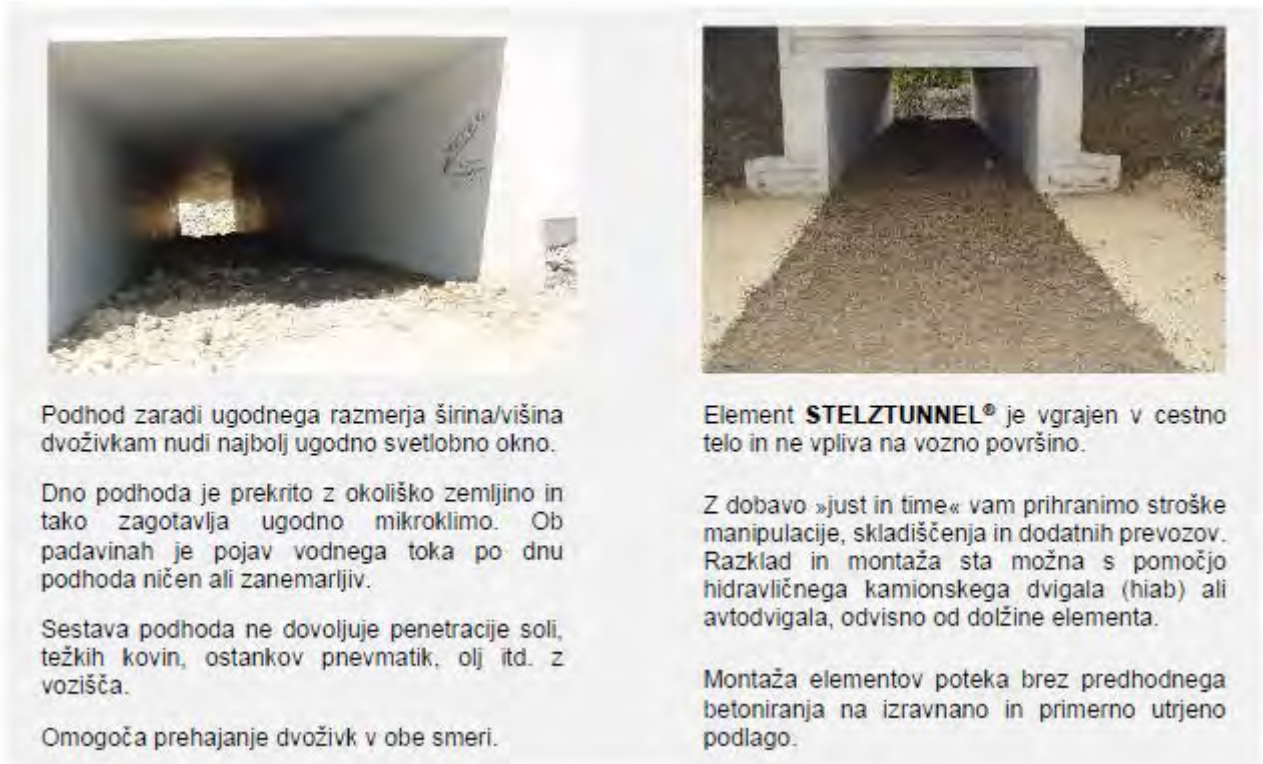 Podhod zaradi ugodnega razmerja širina/višina
dvoživkam nudi najbolj ugodno svetlobno okno.
Dno podhoda je prekrito z okoliško zemljino in
tako zagotavlja ugodno mikroklimo. Ob
padavinah je pojav vodnega toka po dnu
podhoda ničen ali zanemarljiv.
Sestava podhoda ne dovoljuje penetracije soli,
težkih kovin, ostankov pnevmatik, olj itd. z
vozišča.
Omogoča prehajanje dvoživk v obe smeri.
Element STELZTUNNEL® je vgrajen v cestno
telo in ne vpliva na vozno površino.
Z dobavo »just in time« vam prihranimo stroške
manipulacije, skladiščenja in dodatnih prevozov.
Razklad in montaža sta možna s pomočjo
hidravličnega kamionskega dvigala (hiab) ali
avtodvigala, odvisno od dolžine elementa.
Montaža elementov poteka brez predhodnega
betoniranja na izravnano in primerno utrjeno
podlago.